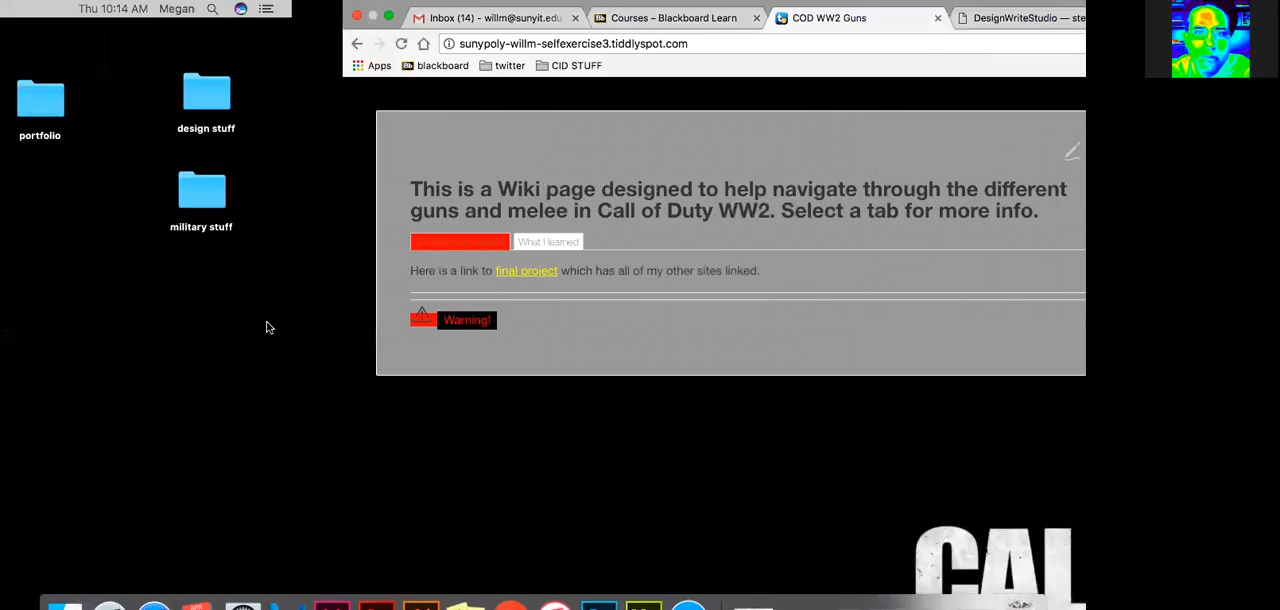 Thu 10:14 AM Megan
portfolio
design stuff
military stuff
Inbox (14) - willm@sunyit.edu
Courses – Blackboard Learn
COD WW2 Guns
DesignWriteStudio — ste
sunypoly-willm-selfexercise3.tiddlyspot.com
Apps
Bb blackboard
twitter
CID STUFF
This is a Wiki page designed to help navigate through the different
guns and melee in Call of Duty WW2. Select a tab for more info.
What I learned
Here is a link to final project which has all of my other sites linked.
Warning!
CAL